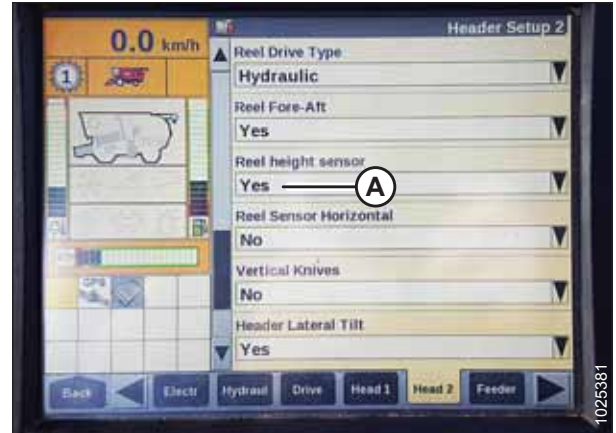 Header Setup 2
0.0 km/h
1
Reel Drive Type
Hydraulic
Reel Fore-Aft
Yes
Reel height sensor
Yes
A
Reel Sensor Horizontal
No
Vertical Knives
No
Header Lateral Tilt
Yes
Back
Electr
Hydraul
Drive
Head 1
Head 2
Feeder
1025381